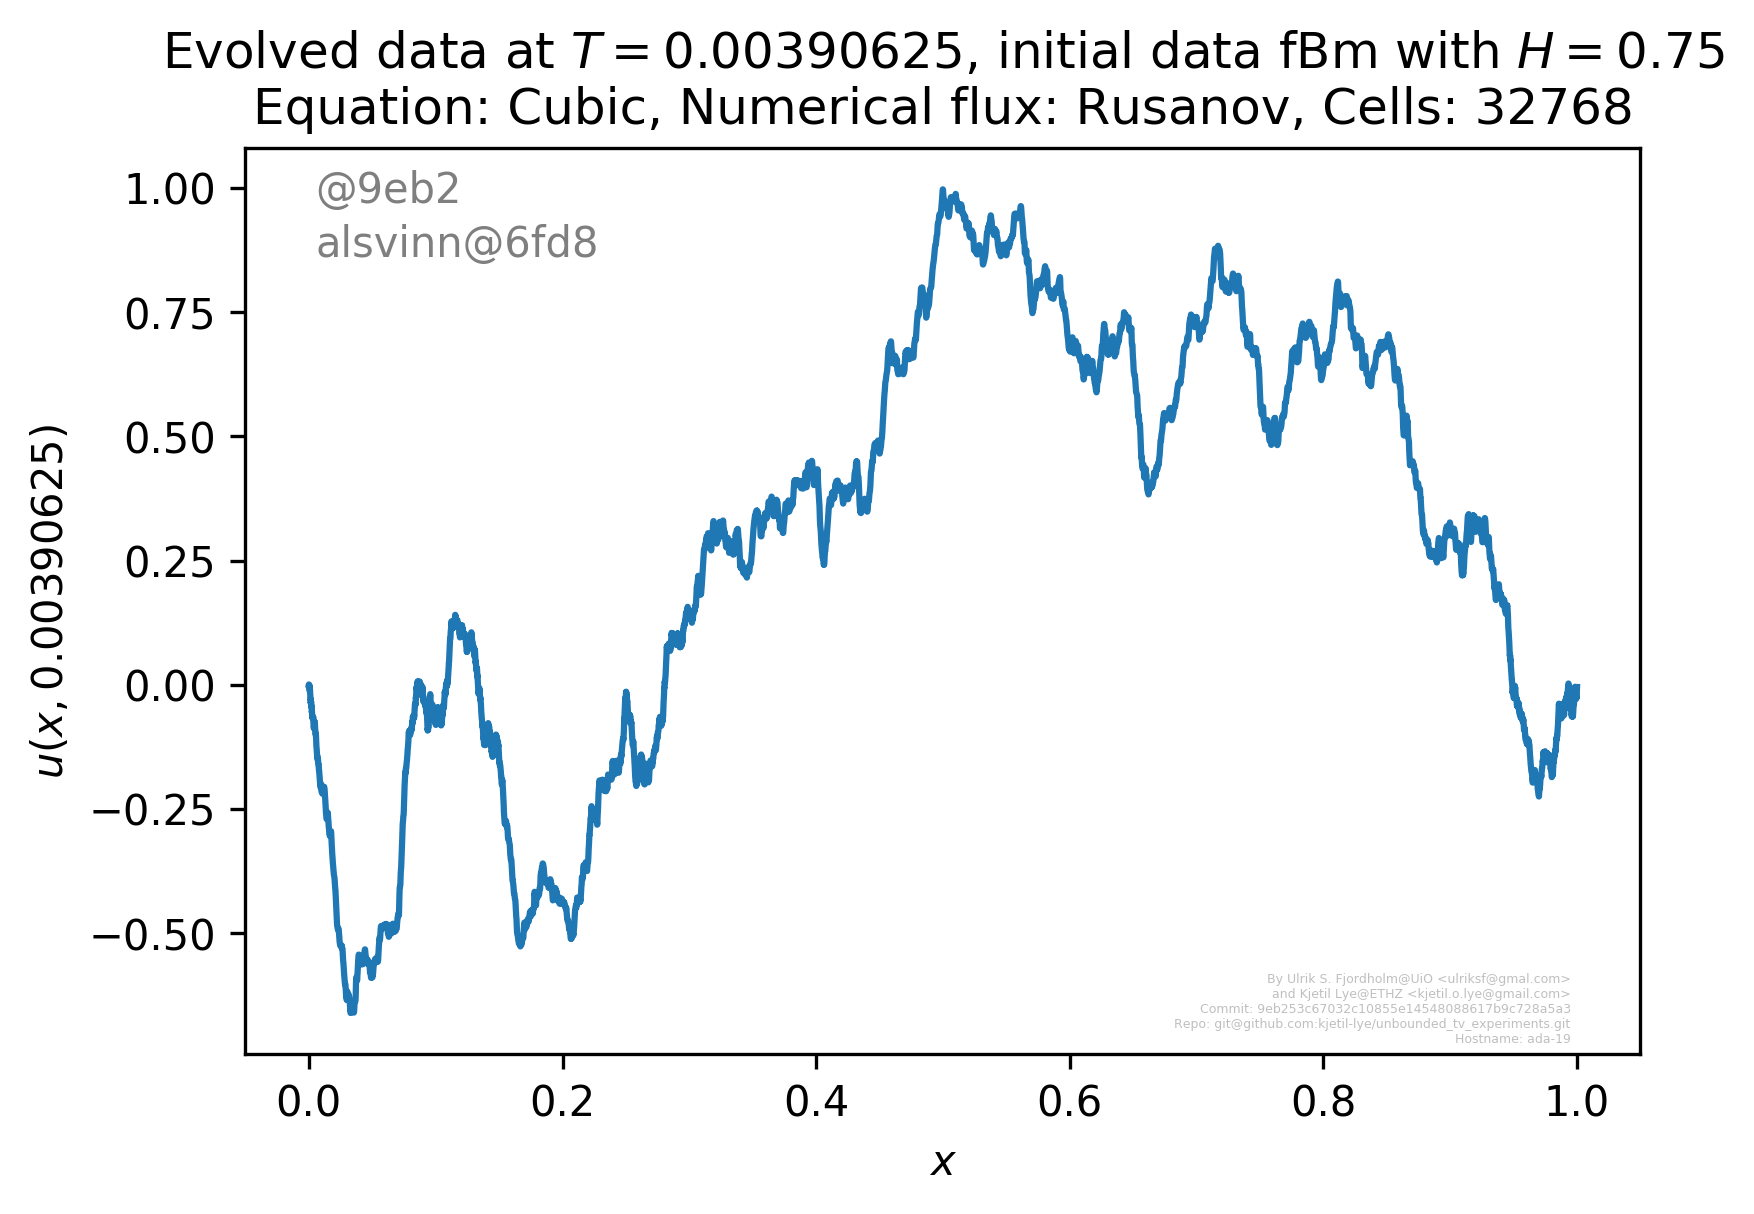 Evolved data at T = 0.00390625, initial data fBm with H = 0.75
Equation: Cubic, Numerical flux: Rusanov, Cells: 32768
@9eb2
alsvinn@6fd8
1.00
0.75
0.50
0.25
0.00
−0.25
−0.50
u(x, 0.00390625)
By Ulrik S. Fjordholm@UiO <ulriksf@gmal.com>
and Kjetil Lye@ETHZ <kjetil.o.lye@gmail.com>
Commit: 9eb253c67032c10855e14548088617b9c728a5a3
Repo: git@github.com:kjetil-lye/unbounded_tv_experiments.git
Hostname: ada-19
0.0 0.2 0.4 0.6 0.8 1.0
x